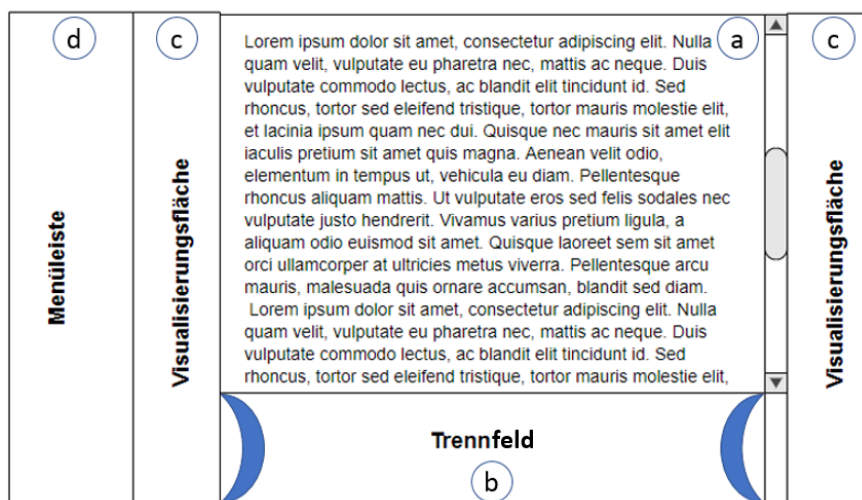 d
Menüleiste
c
Visualisierungsfläche
a
Lorem ipsum dolor sit amet, consectetur adipiscing elit. Nulla
quam velit, vulputate eu pharetra nec, mattis ac neque. Duis
vulputate commodo lectus, ac blandit elit tincidunt id. Sed
rhoncus, tortor sed eleifend tristique, tortor mauris molestie elit,
et lacinia ipsum quam nec dui. Quisque nec mauris sit amet elit
iaculis pretium sit amet quis magna. Aenean velit odio,
elementum in tempus ut, vehicula eu diam. Pellentesque
rhoncus aliquam mattis. Ut vulputate eros sed felis sodales nec
vulputate justo hendrerit. Vivamus varius pretium ligula, a
aliquam odio euismod sit amet. Quisque laoreet sem sit amet
orci ullamcorper at ultricies metus viverra. Pellentesque arcu
mauris, malesuada quis ornare accumsan, blandit sed diam.
Lorem ipsum dolor sit amet, consectetur adipiscing elit. Nulla
quam velit, vulputate eu pharetra nec, mattis ac neque. Duis
vulputate commodo lectus, ac blandit elit tincidunt id. Sed
rhoncus, tortor sed eleifend tristique, tortor mauris molestie elit,
Trennfeld
b
c
Visualisierungsfläche